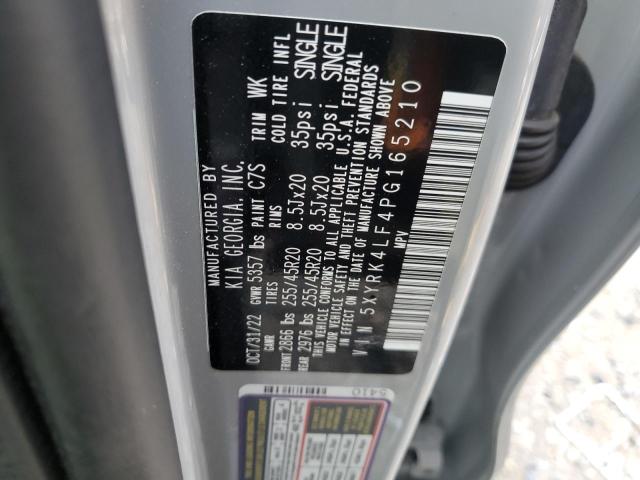 MANUFACTURED BY
KIA GEORGIA, INC.
OCT/31/22 GVWR 5357 lbs PAINT C7S TRIM WK
GAWR TIRES RIMS COLD TIRE INFL
FRONT 2866 lbs 255/45R20 8.5Jx20 35psi SINGLE
REAR 2976 lbs 255/45R20 8.5Jx20 35psi SINGLE
THIS VEHICLE CONFORMS TO ALL APPLICABLE U.S.A. FEDERAL
MOTOR VEHICLE SAFETY AND THEFT PREVENTION STANDARDS
IN EFFECT ON THE DATE OF MANUFACTURE SHOWN ABOVE
VIN 5XYRK4LF4PG165210
MPV
5410